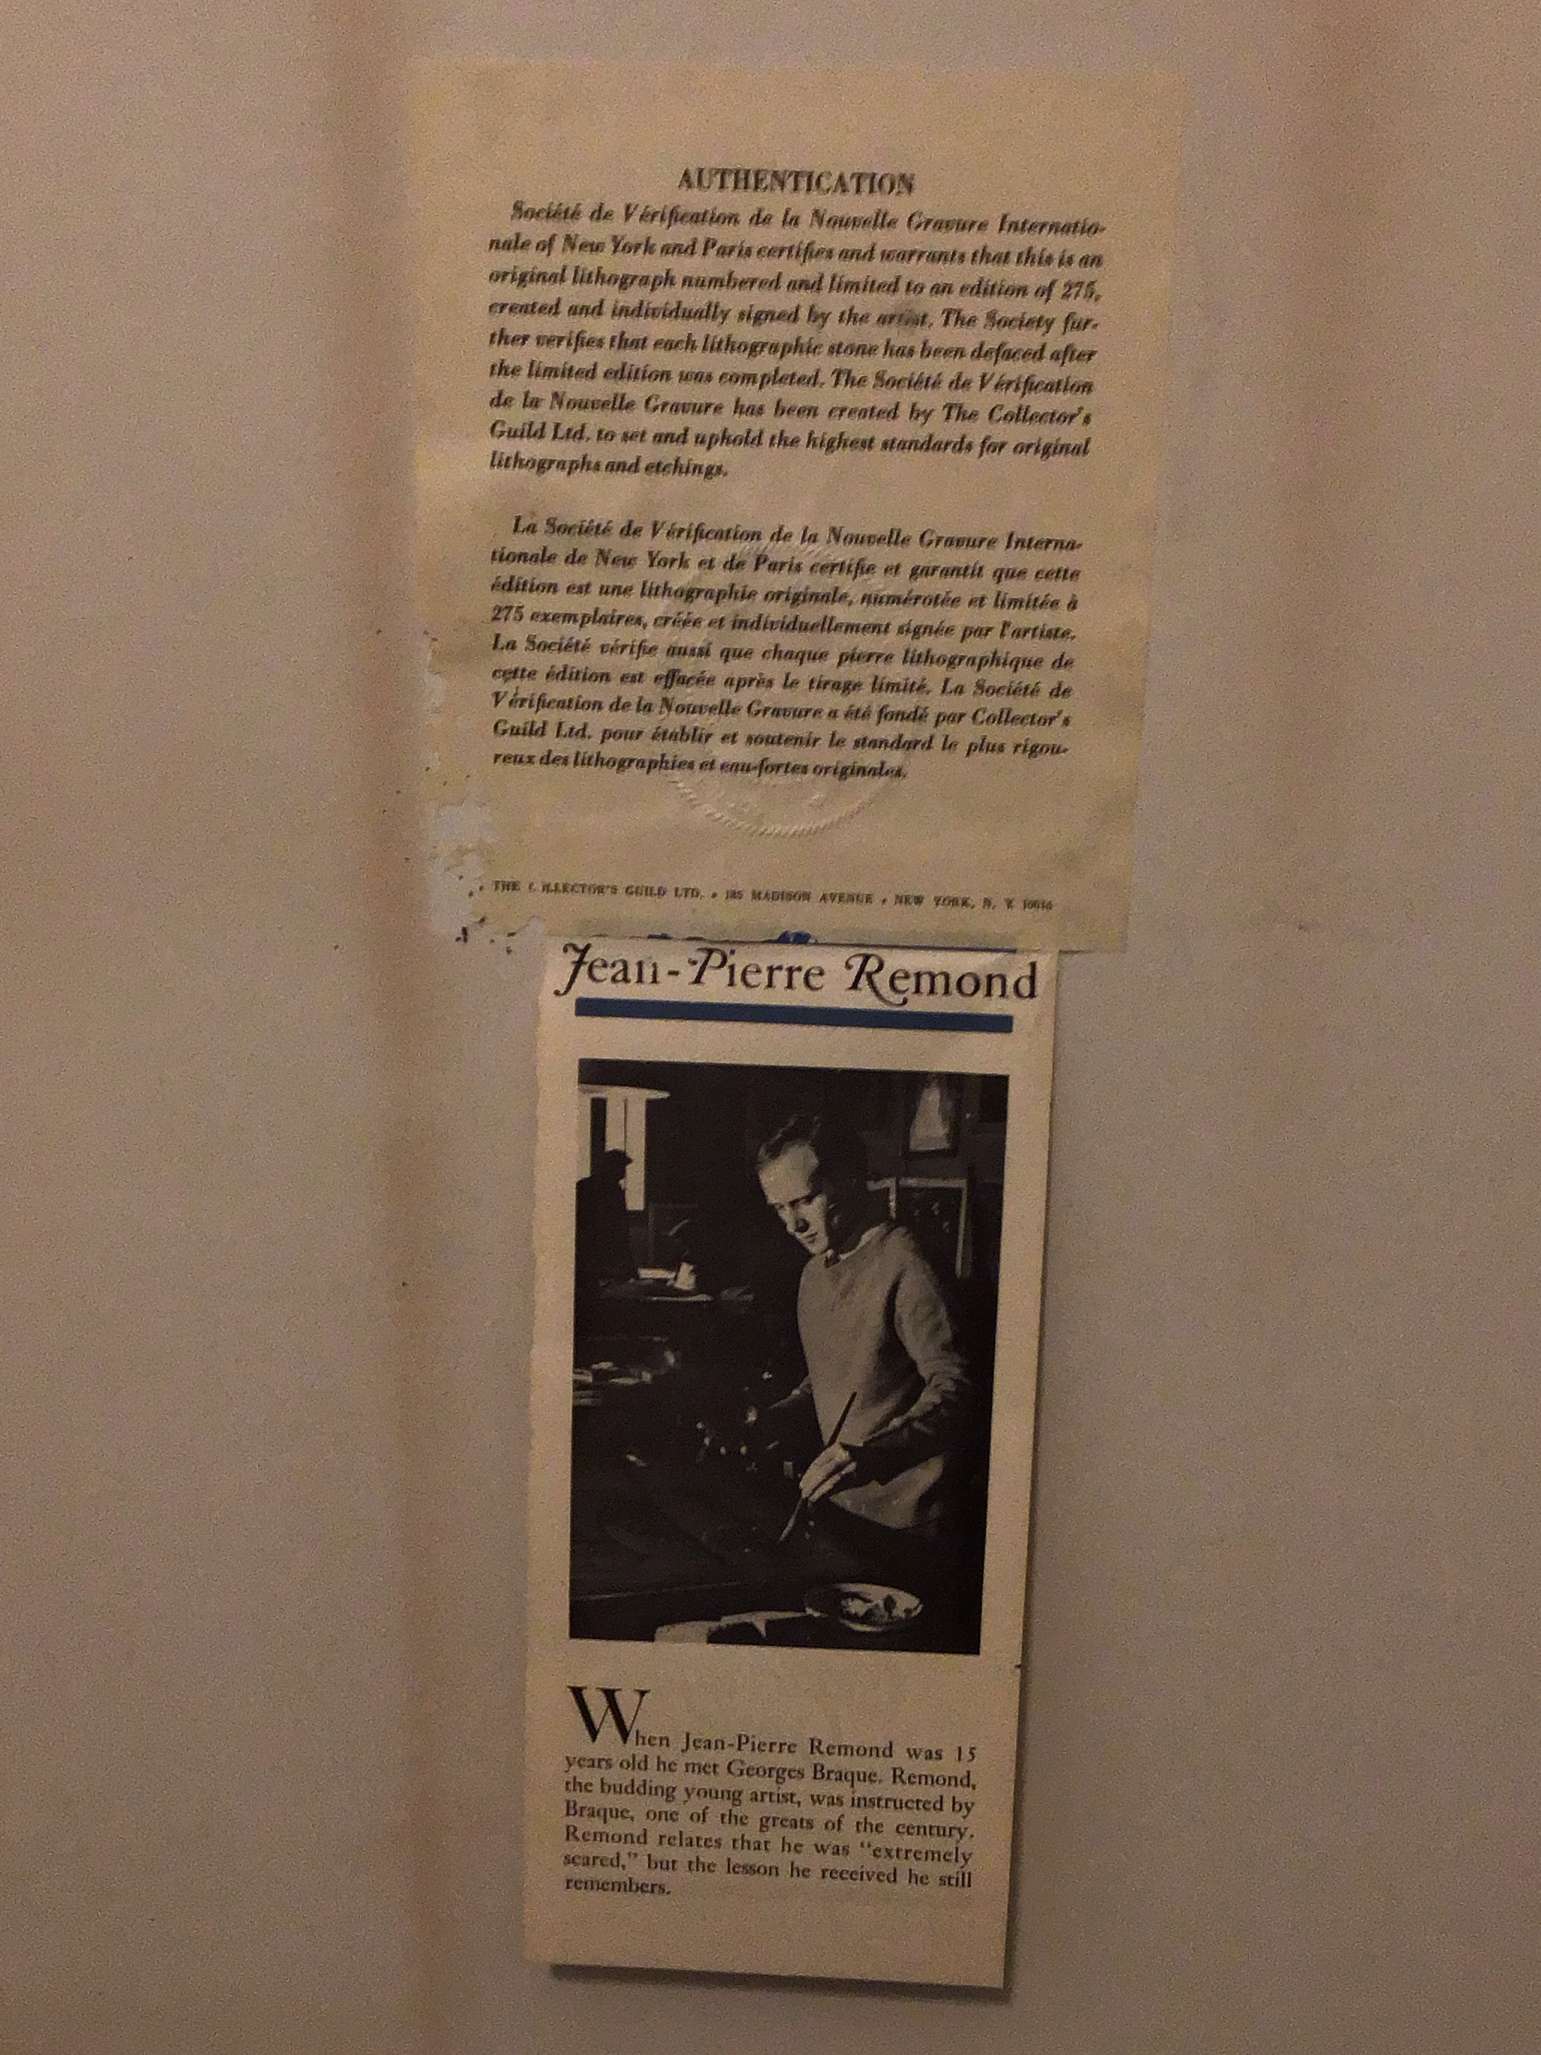 AUTHENTICATION
Société de Vérification de la Nouvelle Gravure Internatio-
nale of New York and Paris certifies and warrants that this is an
original lithograph numbered and limited to an edition of 275,
created and individually signed by the artist. The Society fur-
ther verifies that each lithographic stone has been defaced after
the limited edition was completed. The Société de Vérification
de la Nouvelle Gravure has been created by The Collector's
Guild Ltd. to set and uphold the highest standards for original
lithographs and etchings.
La Société de Vérification de la Nouvelle Gravure Interna-
tionale de New York et de Paris certifie et garantit que cette
édition est une lithographie originale, numérotée et limitée à
275 exemplaires, créée et individuellement signée par l'artiste.
La Société vérifie aussi que chaque pierre lithographique de
cette édition est effacée après le tirage limité. La Société de
Vérification de la Nouvelle Gravure a été fondé par Collector's
Guild Ltd. pour établir et soutenir le standard le plus rigou-
reux des lithographies et eau-fortes originales.
THE C LLECTOR'S GUILD LTD. • 185 MADISON AVENUE • NEW YORK, N. Y. 10016
Jean-Pierre Remond
When Jean-Pierre Remond was 15
years old he met Georges Braque. Remond,
the budding young artist, was instructed by
Braque, one of the greats of the century.
Remond relates that he was "extremely
scared," but the lesson he received he still
remembers.